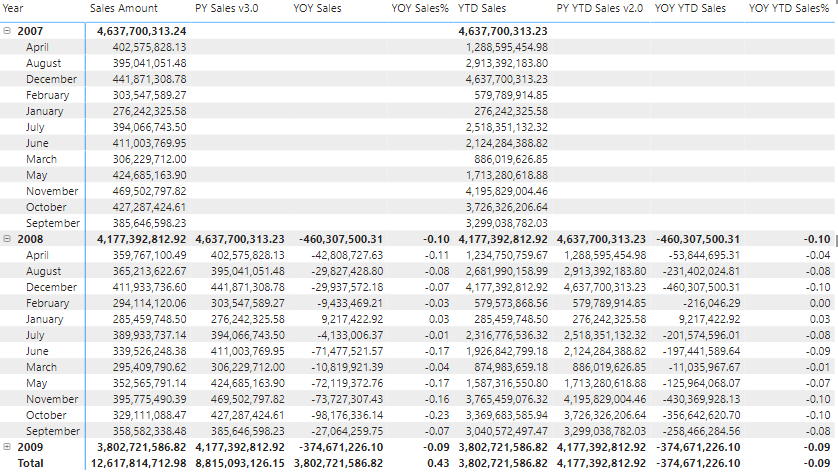 Year Sales Amount PY Sales v3.0 YOY Sales YOY Sales% YTD Sales PY YTD Sales v2.0 YOY YTD Sales YOY YTD Sales%
2007 4,637,700,313.24 4,637,700,313.23
April 402,575,828.13 1,288,595,454.98
August 395,041,051.48 2,913,392,183.80
December 441,871,308.78 4,637,700,313.23
February 303,547,589.27 579,789,914.85
January 276,242,325.58 276,242,325.58
July 394,066,743.50 2,518,351,132.32
June 411,003,769.95 2,124,284,388.82
March 306,229,712.00 886,019,626.85
May 424,685,163.90 1,713,280,618.88
November 469,502,797.82 4,195,829,004.46
October 427,287,424.61 3,726,326,206.64
September 385,646,598.23 3,299,038,782.03
2008 4,177,392,812.92 4,637,700,313.23 -460,307,500.31 -0.10 4,177,392,812.92 4,637,700,313.23 -460,307,500.31 -0.10
April 359,767,100.49 402,575,828.13 -42,808,727.63 -0.11 1,234,750,759.67 1,288,595,454.98 -53,844,695.31 -0.04
August 365,213,622.67 395,041,051.48 -29,827,428.80 -0.08 2,681,990,158.99 2,913,392,183.80 -231,402,024.81 -0.08
December 411,933,736.60 441,871,308.78 -29,937,572.18 -0.07 4,177,392,812.92 4,637,700,313.23 -460,307,500.31 -0.10
February 294,114,120.06 303,547,589.27 -9,433,469.21 -0.03 579,573,868.56 579,789,914.85 -216,046.29 0.00
January 285,459,748.50 276,242,325.58 9,217,422.92 0.03 285,459,748.50 276,242,325.58 9,217,422.92 0.03
July 389,933,737.14 394,066,743.50 -4,133,006.37 -0.01 2,316,776,536.32 2,518,351,132.32 -201,574,596.01 -0.08
June 339,526,248.38 411,003,769.95 -71,477,521.57 -0.17 1,926,842,799.18 2,124,284,388.82 -197,441,589.64 -0.09
March 295,409,790.62 306,229,712.00 -10,819,921.39 -0.04 874,983,659.18 886,019,626.85 -11,035,967.67 -0.01
May 352,565,791.14 424,685,163.90 -72,119,372.76 -0.17 1,587,316,550.80 1,713,280,618.88 -125,964,068.07 -0.07
November 395,775,490.39 469,502,797.82 -73,727,307.43 -0.16 3,765,459,076.32 4,195,829,004.46 -430,369,928.13 -0.10
October 329,111,088.47 427,287,424.61 -98,176,336.14 -0.23 3,369,683,585.94 3,726,326,206.64 -356,642,620.70 -0.10
September 358,582,338.48 385,646,598.23 -27,064,259.75 -0.07 3,040,572,497.47 3,299,038,782.03 -258,466,284.56 -0.08
2009 3,802,721,586.82 4,177,392,812.92 -374,671,226.10 -0.09 3,802,721,586.82 4,177,392,812.92 -374,671,226.10 -0.09
Total 12,617,814,712.98 8,815,093,126.15 3,802,721,586.82 0.43 3,802,721,586.82 4,177,392,812.92 -374,671,226.10 -0.09